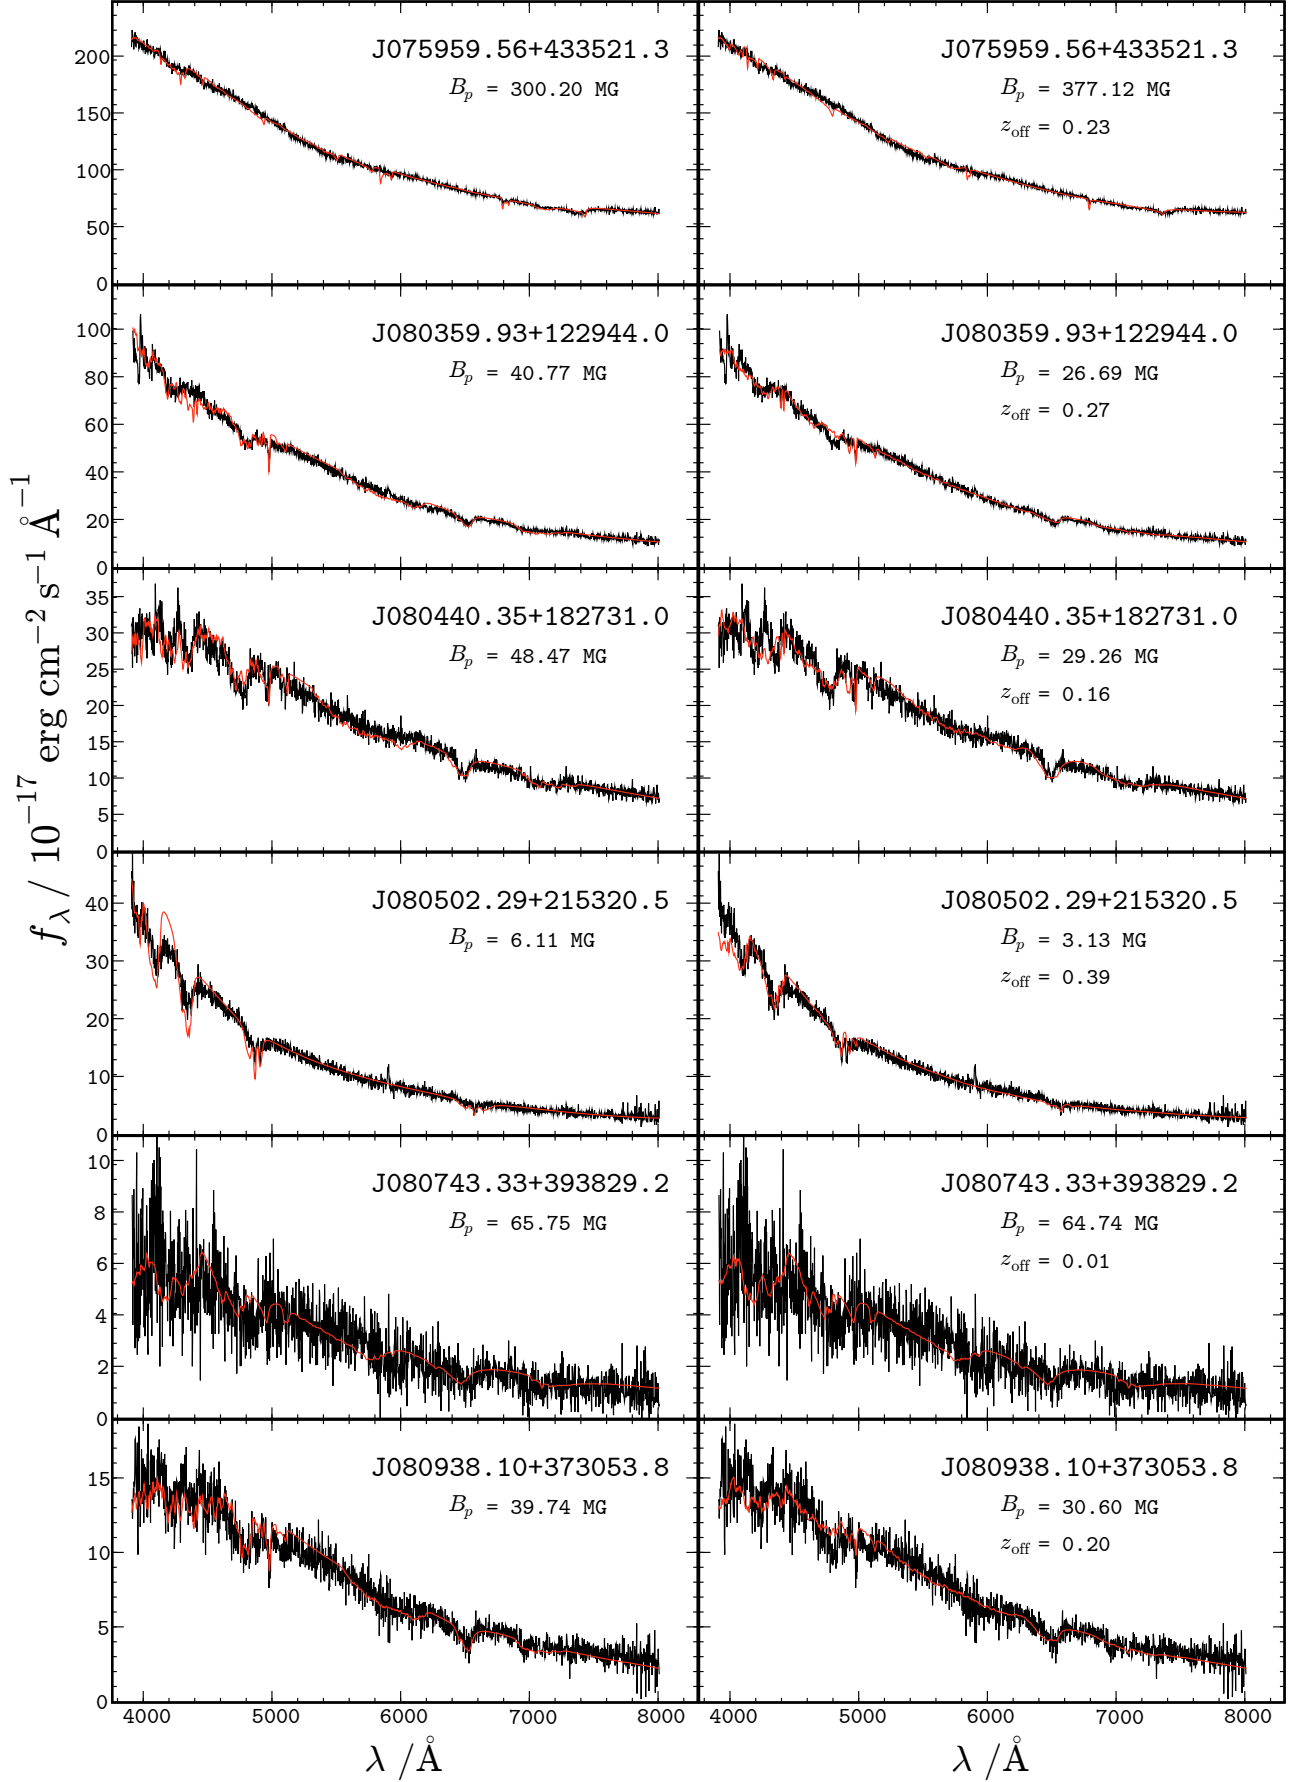 J075959.56+433521.3
B_p = 300.20 MG
J075959.56+433521.3
B_p = 377.12 MG
z_off = 0.23
200
150
100
50
0
J080359.93+122944.0
B_p = 40.77 MG
J080359.93+122944.0
B_p = 26.69 MG
z_off = 0.27
100
80
60
40
20
0
J080440.35+182731.0
B_p = 48.47 MG
J080440.35+182731.0
B_p = 29.26 MG
z_off = 0.16
35
30
25
20
15
10
5
0
J080502.29+215320.5
B_p = 6.11 MG
J080502.29+215320.5
B_p = 3.13 MG
z_off = 0.39
40
30
20
10
0
J080743.33+393829.2
B_p = 65.75 MG
J080743.33+393829.2
B_p = 64.74 MG
z_off = 0.01
10
8
6
4
2
0
J080938.10+373053.8
B_p = 39.74 MG
J080938.10+373053.8
B_p = 30.60 MG
z_off = 0.20
15
10
5
0
f_λ / 10⁻¹⁷ erg cm⁻² s⁻¹ Å⁻¹
4000 5000 6000 7000 8000
4000 5000 6000 7000 8000
λ /Å
λ /Å